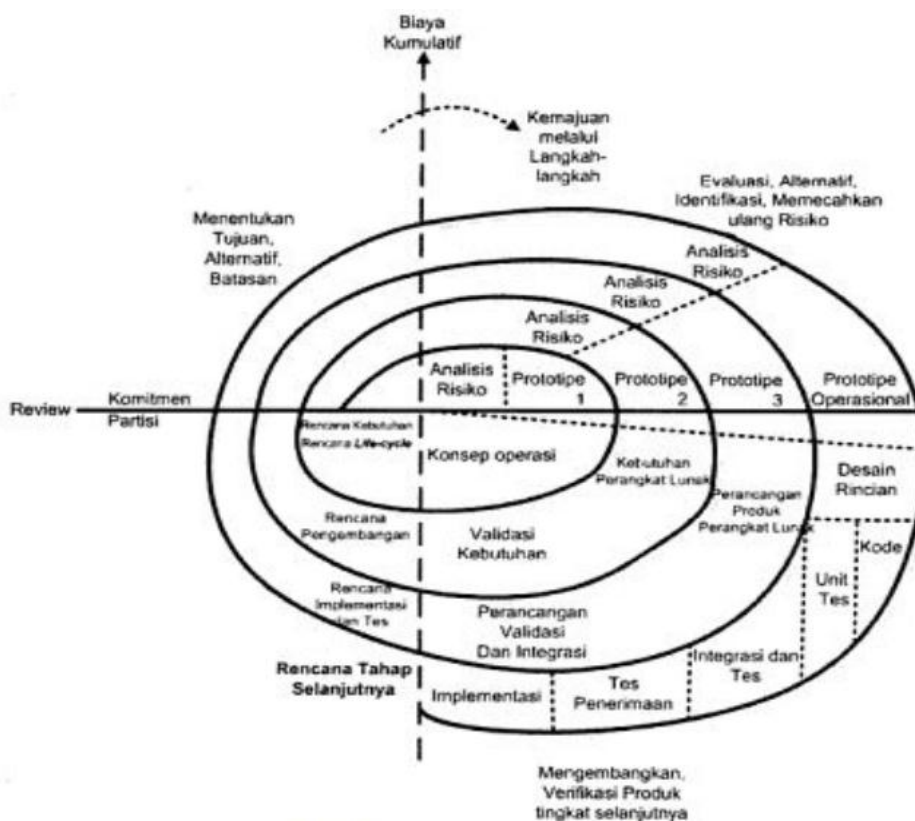 Biaya
Kumulatif
Kemajuan
melalui
Langkah-
langkah
Evaluasi, Alternatif,
Identifikasi, Memecahkan
ulang Risiko
Menentukan
Tujuan,
Alternatif,
Batasan
Analisis
Risiko
Analisis
Risiko
Analisis
Risiko
Analisis
Risiko
Prototipe
1
Prototipe
2
Prototipe
3
Prototipe
Operasional
Review
Komitmen
Partisi
Rencana Kebutuhan
Rencana Life-cycle
Konsep operasi
Kebutuhan
Perangkat Lunak
Desain
Rincian
Perancangan
Produk
Perangkat Lunak
Rencana
Pengembangan
Validasi
Kebutuhan
Kode
Unit
Tes
Rencana
Implementasi
dan Tes
Perancangan
Validasi
Dan Integrasi
Integrasi dan
Tes
Rencana Tahap
Selanjutnya
Implementasi
Tes
Penerimaan
Mengembangkan,
Verifikasi Produk
tingkat selanjutnya